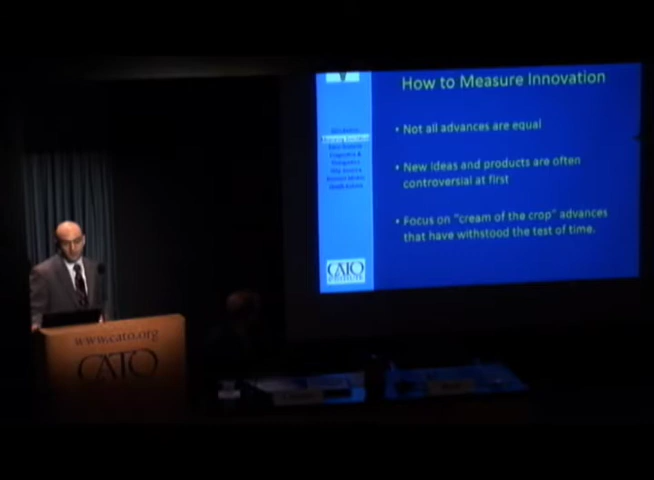 How to Measure Innovation
• Not all advances are equal
• New ideas and products are often
controversial at first
• Focus on "cream of the crop" advances
that have withstood the test of time.
CATO
INSTITUTE
www.cato.org
CATO